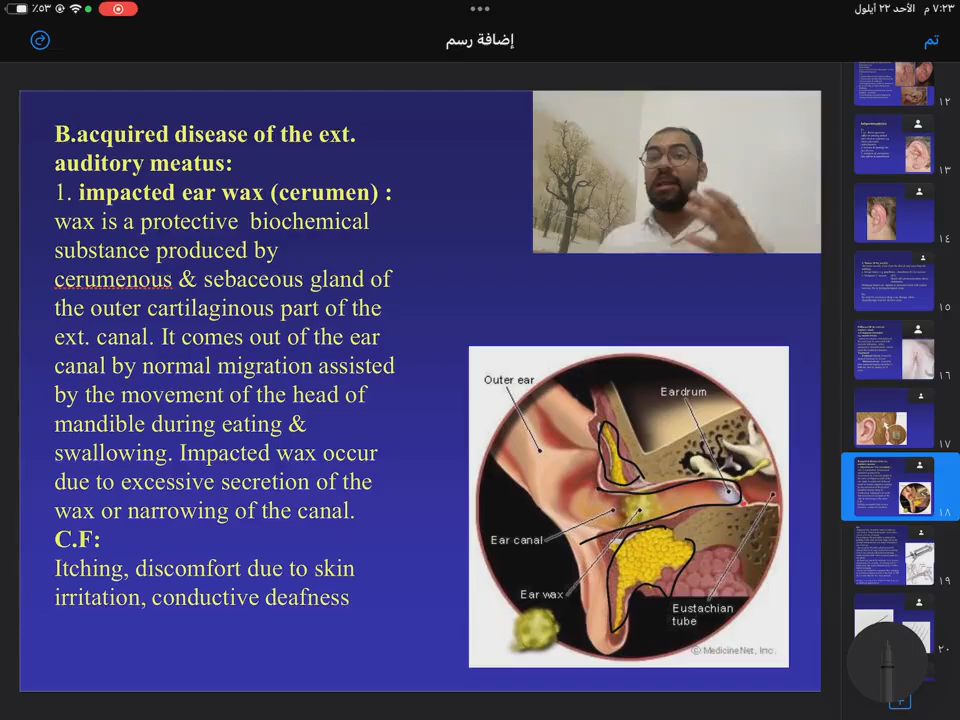 ٧:٢٣ م الأحد ٢٢ أيلول
٪٥٣
إضافة رسم
تم
B.acquired disease of the ext.
auditory meatus:
1. impacted ear wax (cerumen) :
wax is a protective biochemical
substance produced by
cerumenous & sebaceous gland of
the outer cartilaginous part of the
ext. canal. It comes out of the ear
canal by normal migration assisted
by the movement of the head of
mandible during eating &
swallowing. Impacted wax occur
due to excessive secretion of the
wax or narrowing of the canal.
C.F:
Itching, discomfort due to skin
irritation, conductive deafness
Outer ear
Eardrum
Ear canal
Ear wax
Eustachian
tube
© MedicineNet, Inc.
١٢
١٣
١٤
١٥
١٦
١٧
١٨
١٩
٢٠